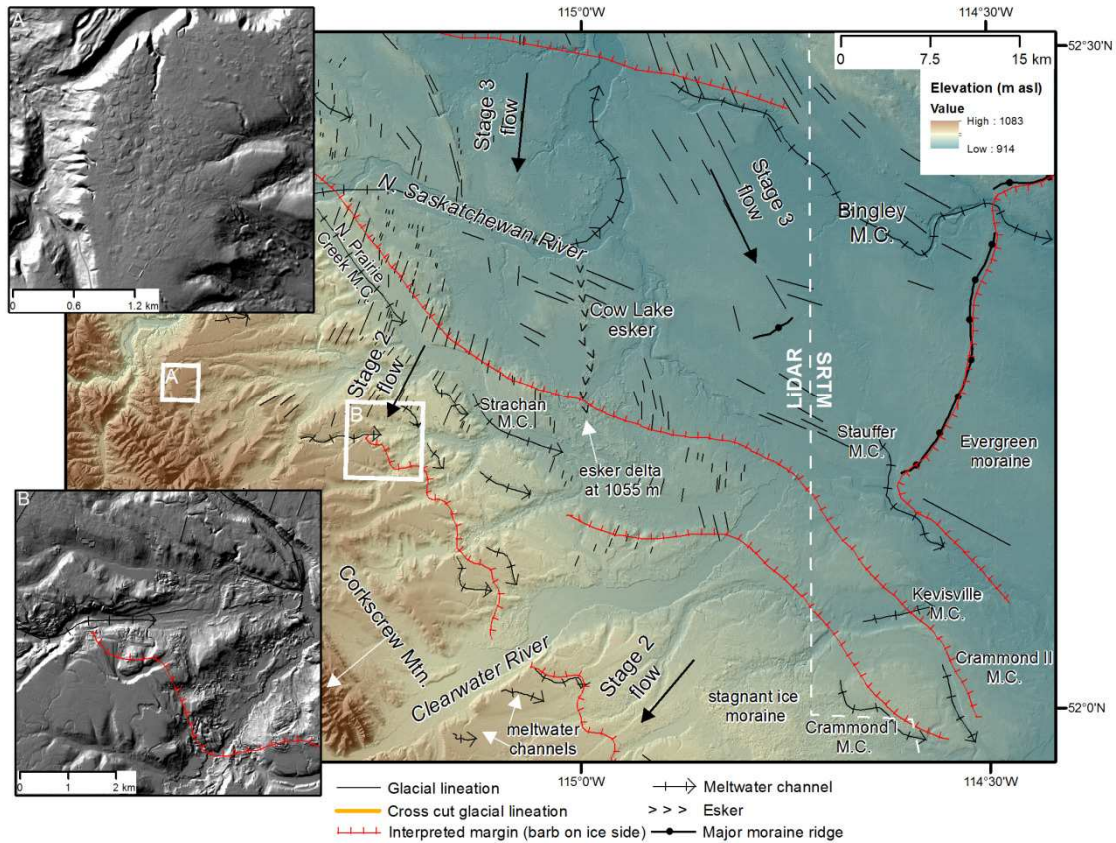 A
0 0.6 1.2 km
115°0'W
114°30'W
52°30'N
0 7.5 15 km
Elevation (m asl)
Value
High : 1083
Low : 914
Stage 3
flow
Stage 3
flow
N. Saskatchewan River
Bingley
M.C.
N. Prairie
Creek M.C.
Cow Lake
esker
LiDAR
SRTM
Stage 2
flow
A
B
Strachan
M.C.
esker delta
at 1055 m
Stauffer
M.C.
Evergreen
moraine
B
0 1 2 km
Corkscrew Mtn.
Clearwater River
meltwater
channels
Stage 2
flow
stagnant ice
moraine
Kevisville
M.C.
Crammond II
M.C.
Crammond I
M.C.
52°0'N
115°0'W
114°30'W
Glacial lineation
Cross cut glacial lineation
Interpreted margin (barb on ice side)
Meltwater channel
Esker
Major moraine ridge